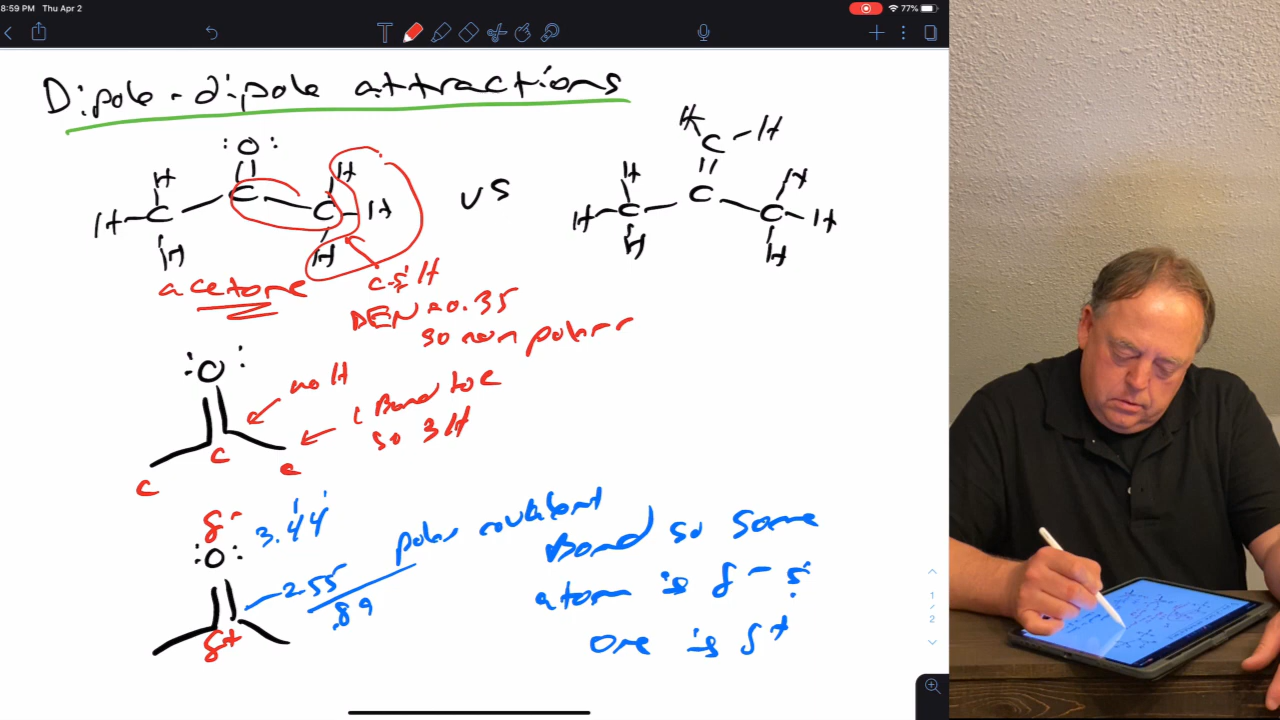 8:59 PM Thu Apr 2
77%
Dipole-dipole attractions
:O:
H
H-C
H
C
C
H
-H
H
vs
H
C-H
H
H-C
H
C
H
C-H
H
acetone
C-H
DEN = 0.35
so non polar
:O:
no H
1 Bond to C
so 3 H
C
C
C
δ-
3.44
:O:
2.55
.89
δ+
polar covalent
Bond so some
atom is δ-
one is δ+
1
2